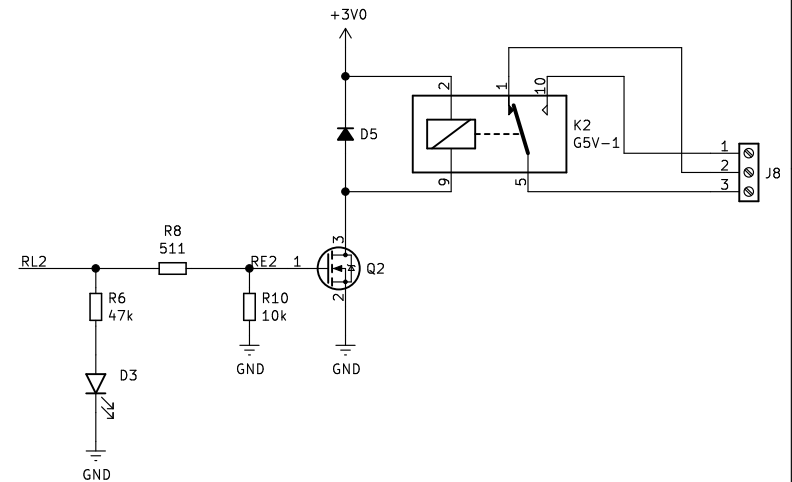 +3V0
2
1
10
D5
K2
G5V-1
9
5
1
2
3
J8
R8
511
RL2
RE2
1
3
Q2
2
R6
47k
R10
10k
GND
GND
D3
GND